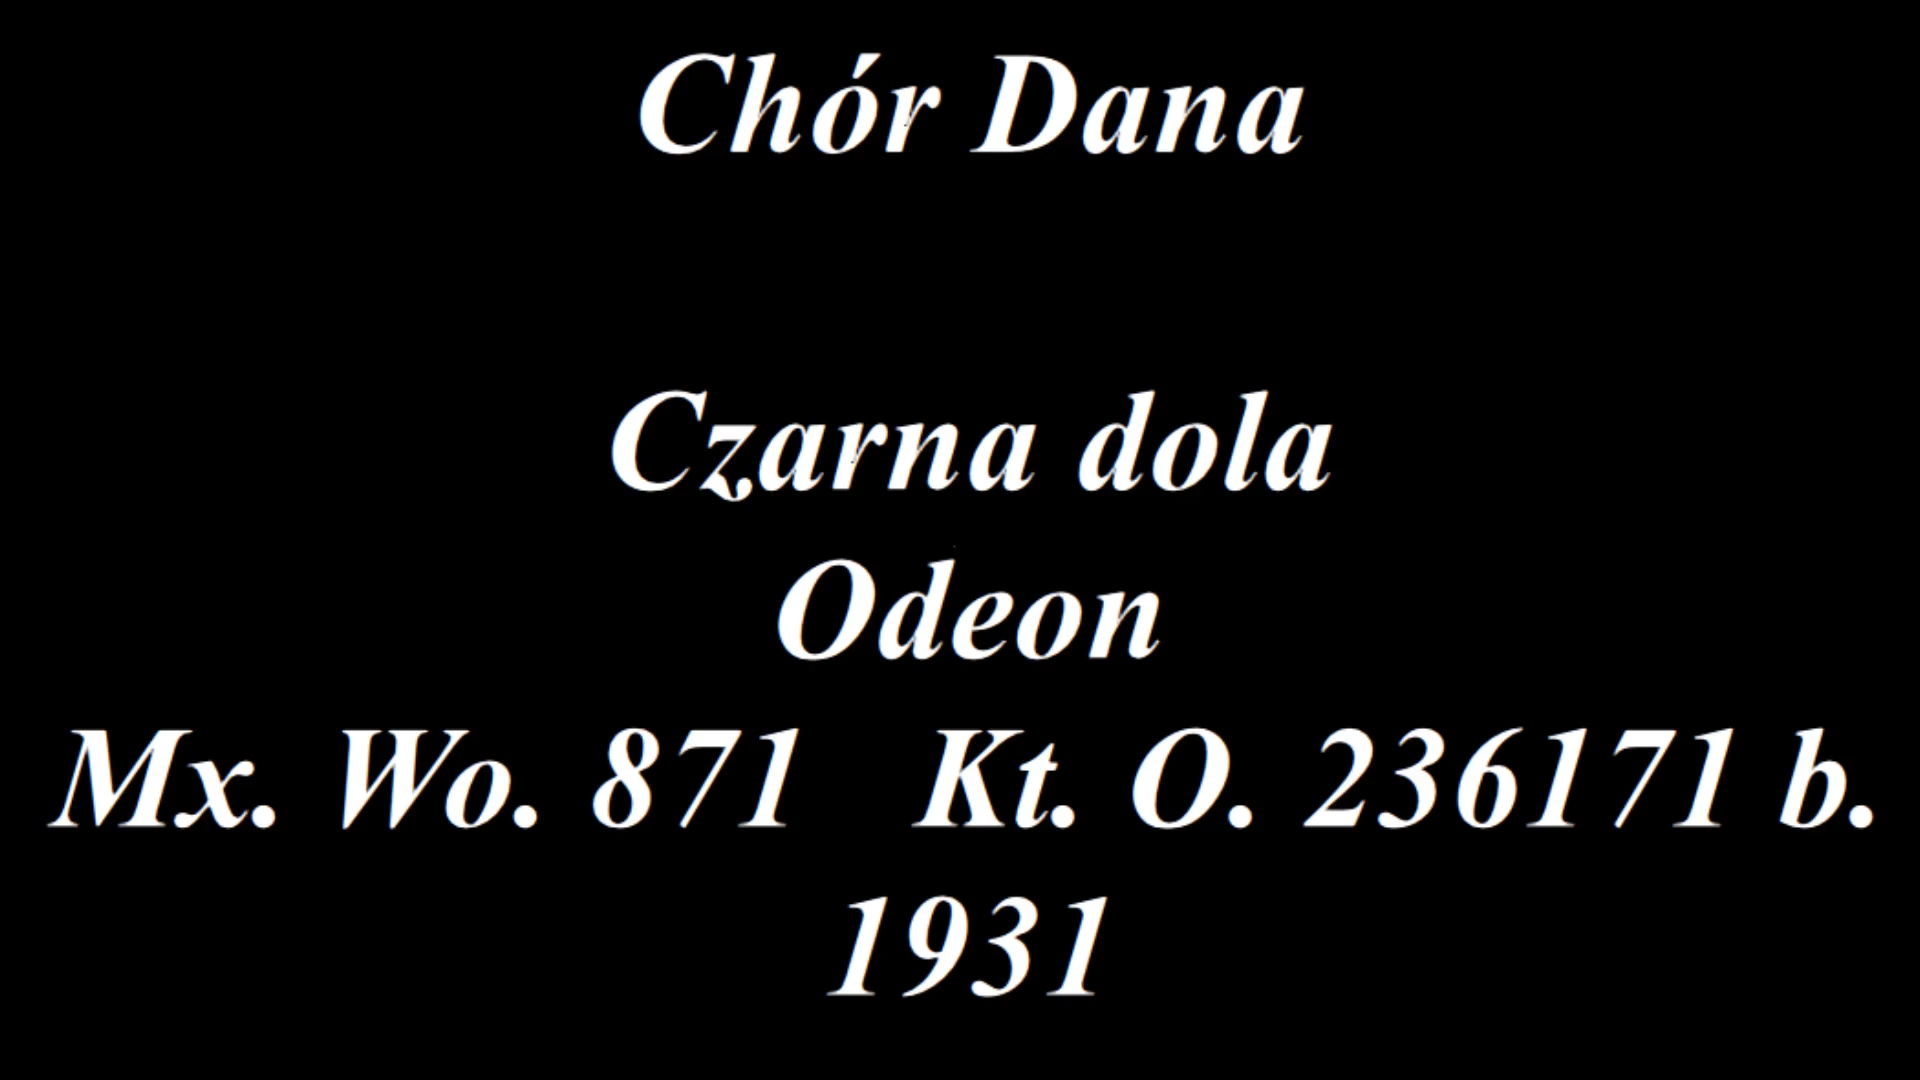 Chór Dana
Czarna dola
Odeon
Mx. Wo. 871 Kt. O. 236171 b.
1931